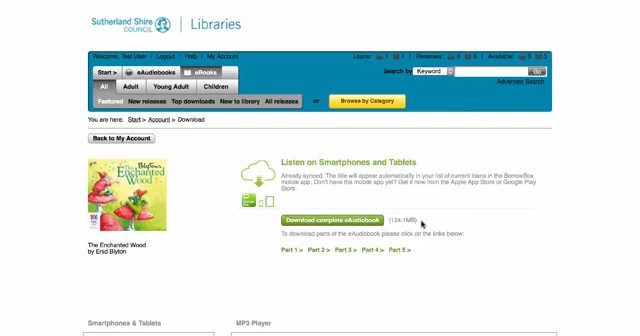 Sutherland Shire
COUNCIL
Libraries
Welcome, Test User | Logout | Help | My Account
Loans: 1 1 | Reserves: 0 0 | Available: 5 3
Start > eAudiobooks eBooks
Search by Keyword Go
Advanced Search
All Adult Young Adult Children
Featured New releases Top downloads New to library All releases or Browse by Category
You are here: Start > Account > Download
Back to My Account
Listen on Smartphones and Tablets
Already synced. The title will appear automatically in your list of current loans in the BorrowBox
mobile app. Don't have the mobile app yet? Get it now from the Apple App Store or Google Play
Store.
Blyton's
The
Enchanted
Wood
Download complete eAudiobook (124.1MB)
To download parts of the eAudiobook please click on the links below:
Part 1 > Part 2 > Part 3 > Part 4 > Part 5 >
The Enchanted Wood
by Enid Blyton
Smartphones & Tablets
MP3 Player